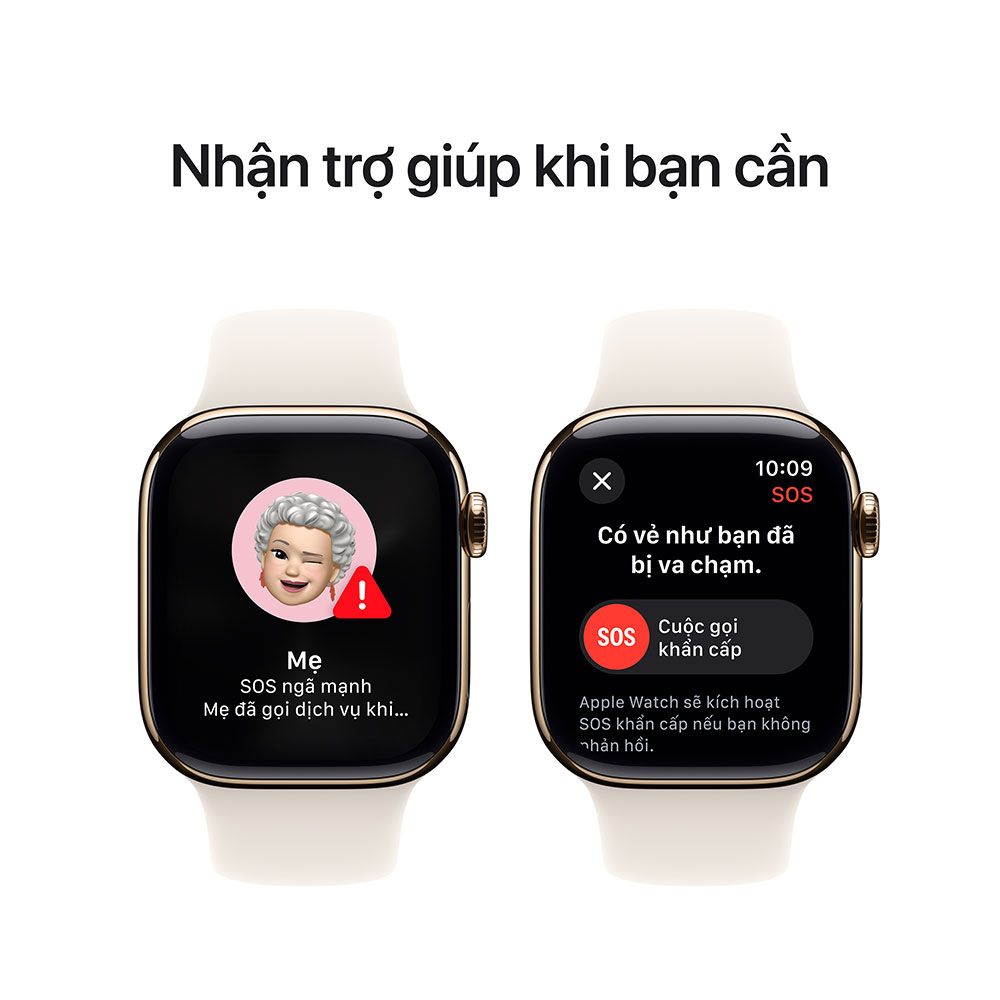 Nhận trợ giúp khi bạn cần
Mẹ
SOS ngã mạnh
Mẹ đã gọi dịch vụ khi...
10:09
SOS
Có vẻ như bạn đã
bị va chạm.
SOS
Cuộc gọi
khẩn cấp
Apple Watch sẽ kích hoạt
SOS khẩn cấp nếu bạn không
phản hồi.